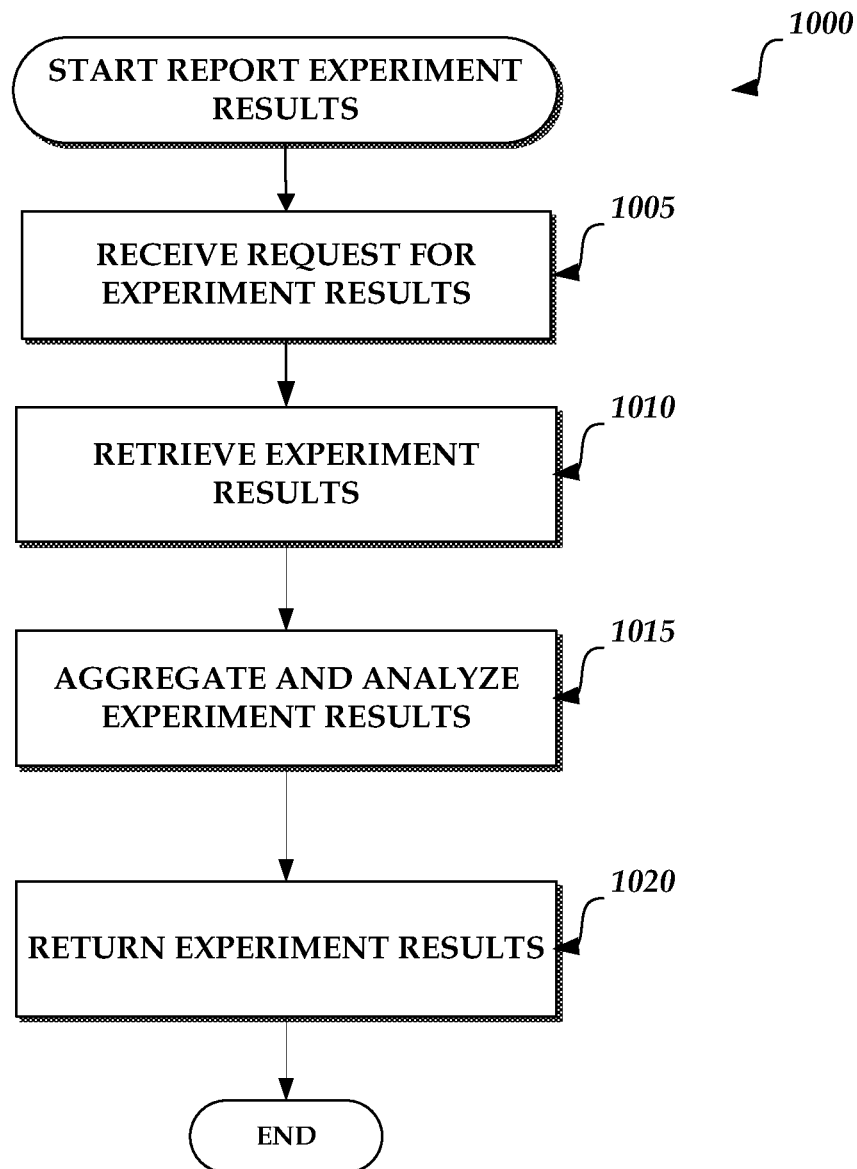 1000
START REPORT EXPERIMENT
RESULTS
1005
RECEIVE REQUEST FOR
EXPERIMENT RESULTS
1010
RETRIEVE EXPERIMENT
RESULTS
1015
AGGREGATE AND ANALYZE
EXPERIMENT RESULTS
1020
RETURN EXPERIMENT RESULTS
END